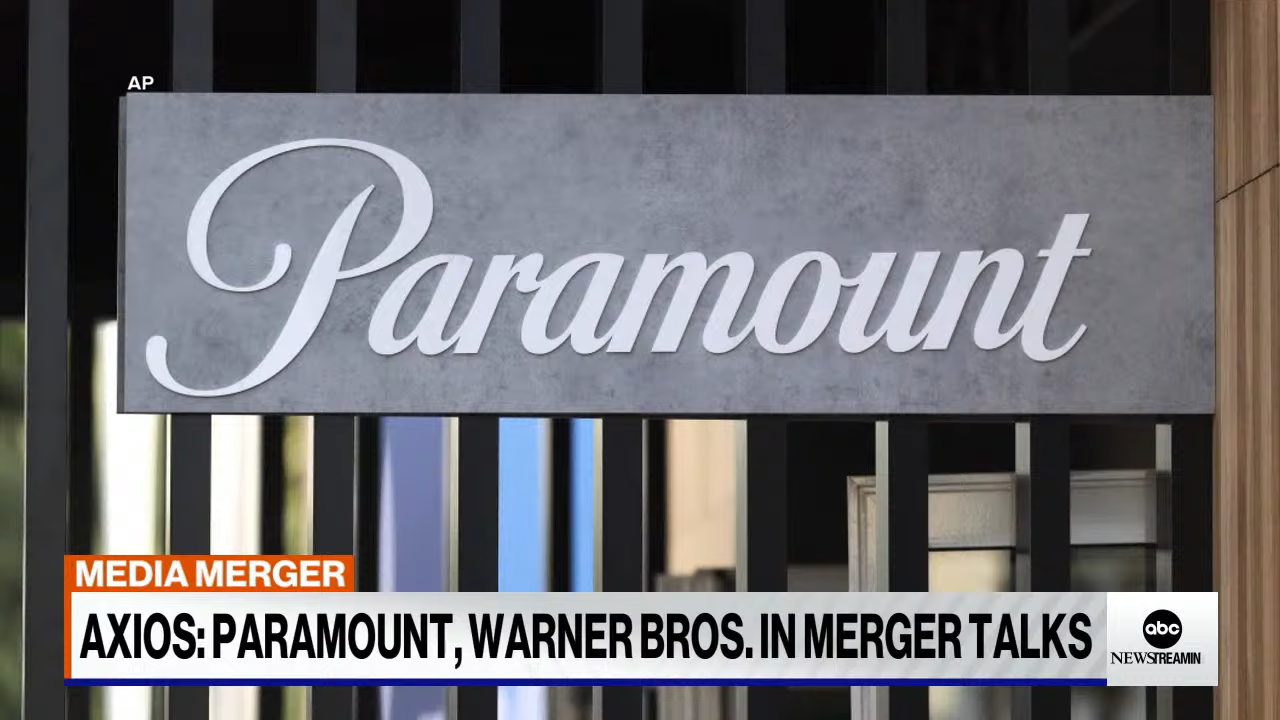 AP
Paramount
MEDIA MERGER
AXIOS: PARAMOUNT, WARNER BROS. IN MERGER TALKS
abc
NEWSTREAMIN